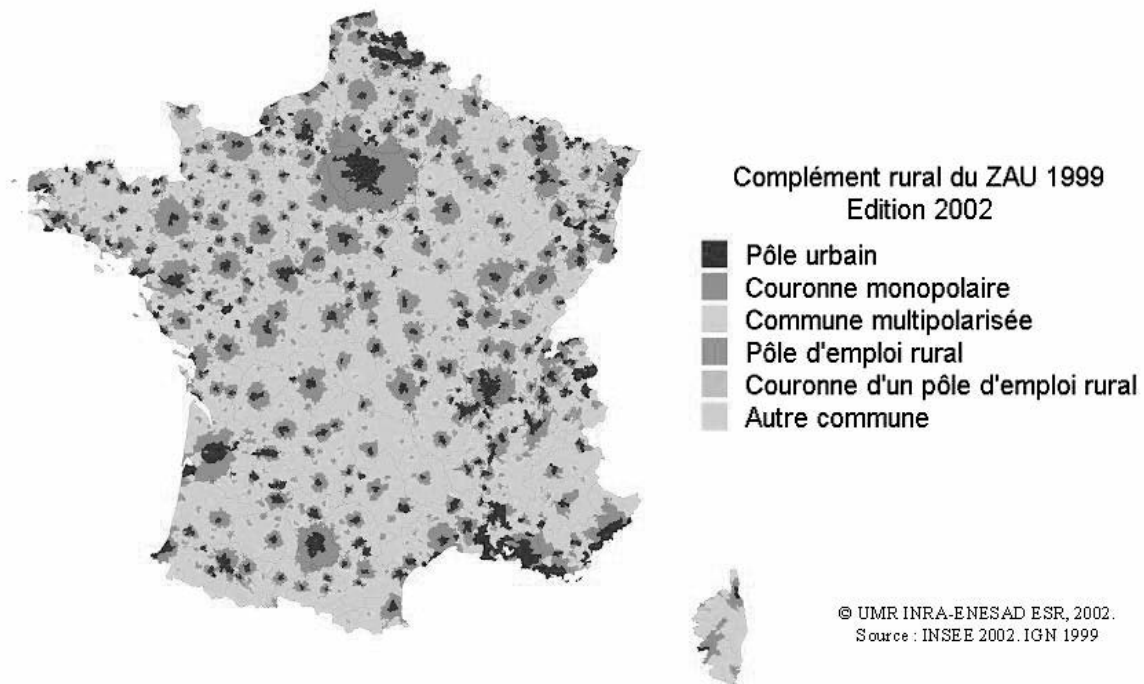 Complément rural du ZAU 1999
Edition 2002
Pôle urbain
Couronne monopolaire
Commune multipolarisée
Pôle d'emploi rural
Couronne d'un pôle d'emploi rural
Autre commune
© UMR INRA-ENESAD ESR, 2002.
Source : INSEE 2002. IGN 1999